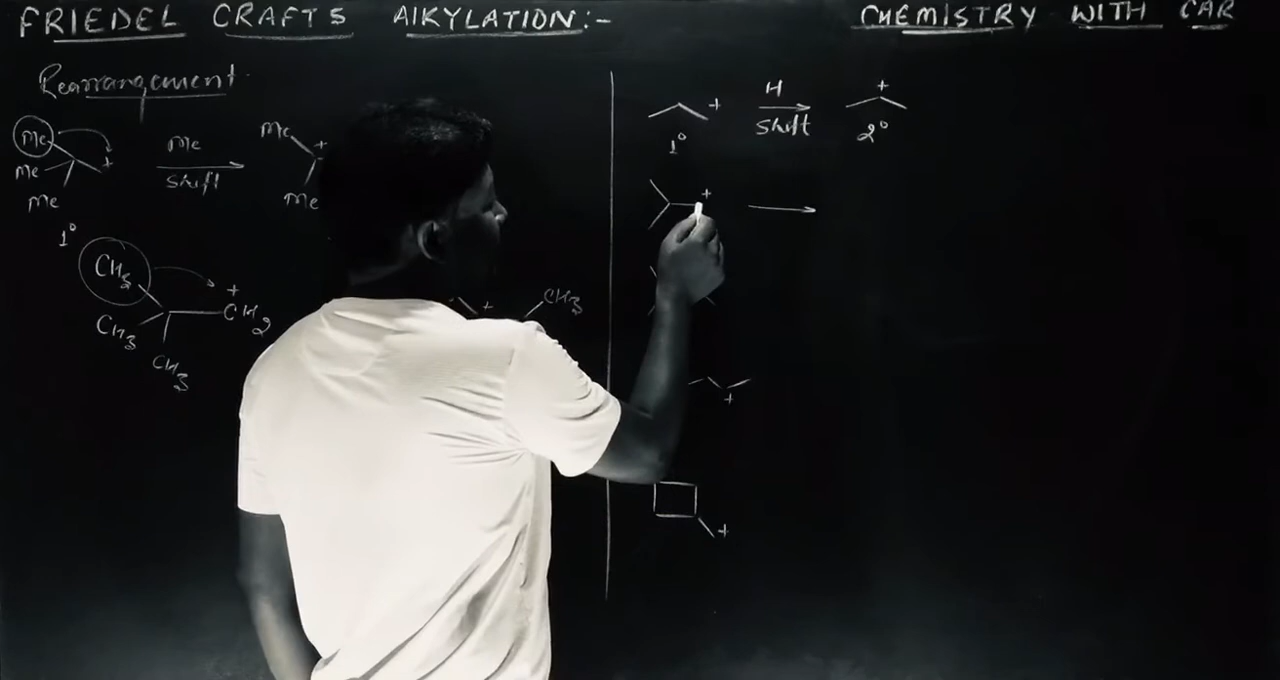 FRIEDEL CRAFTS AIKYLATION:-
CHEMISTRY WITH CAR
Rearrangement
Me
+
Me
Me
1°
Me
Shift
Me
+
Me
CH3
+
CH2
CH3
CH3
+
CH3
+
1°
H
Shift
+
2°
+
+
+